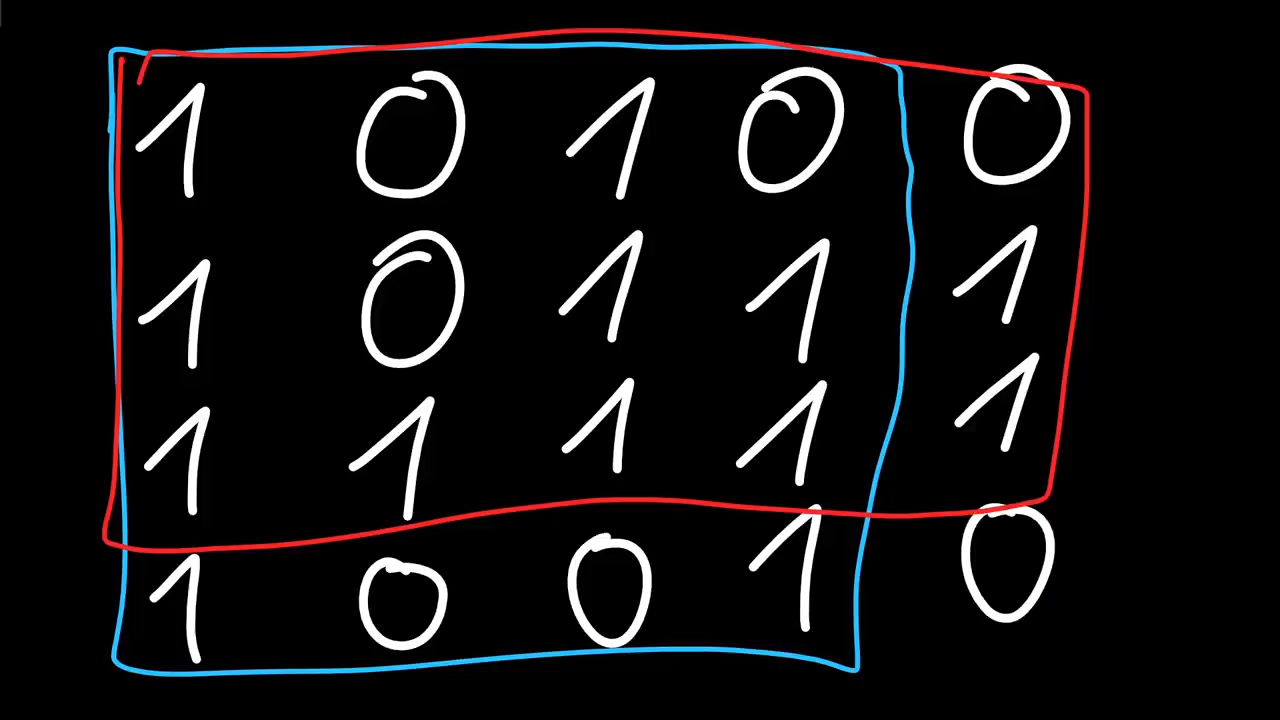 1 0 1 0 0
1 0 1 1 1
1 1 1 1 1
1 0 0 1 0